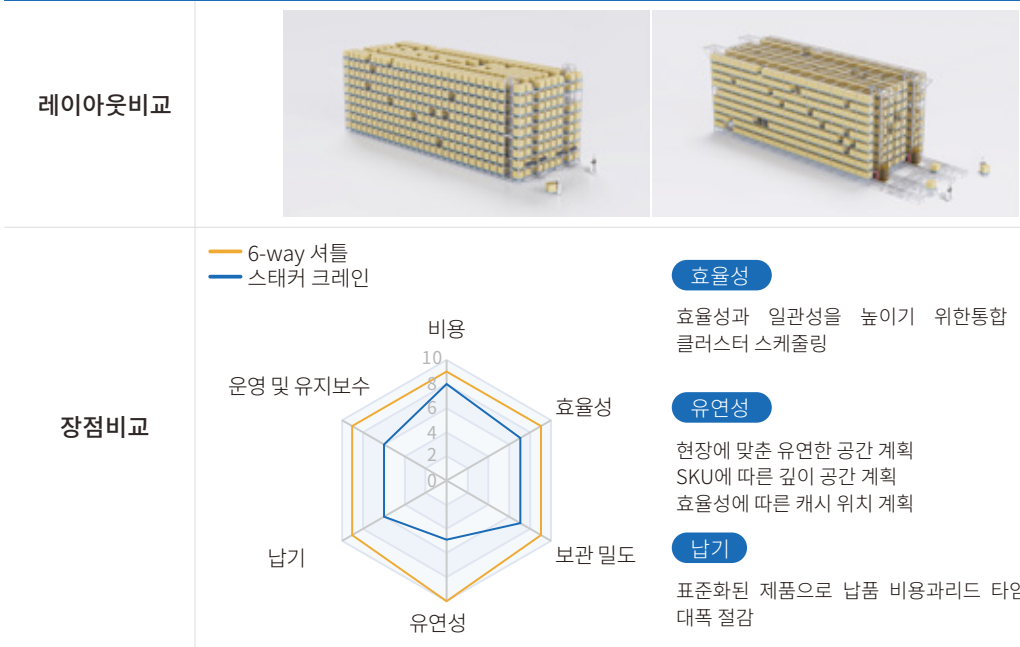 레이아웃비교
장점비교
6-way 셔틀
스태커 크레인
비용
10
8
6
4
2
0
운영 및 유지보수
효율성
납기
보관 밀도
유연성
효율성
효율성과 일관성을 높이기 위한통합
클러스터 스케줄링
유연성
현장에 맞춘 유연한 공간 계획
SKU에 따른 깊이 공간 계획
효율성에 따른 캐시 위치 계획
납기
표준화된 제품으로 납품 비용과리드 타임
대폭 절감